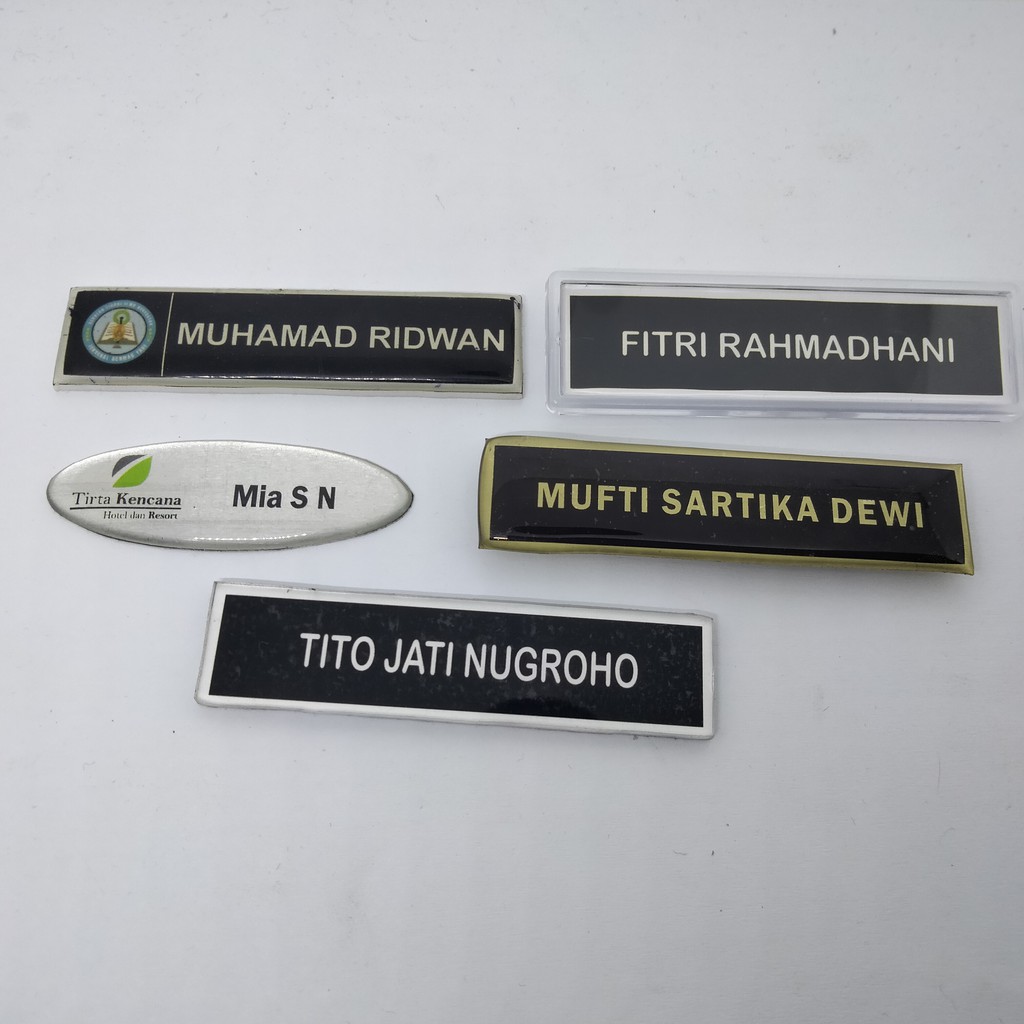 MUHAMAD RIDWAN
FITRI RAHMADHANI
Tirta Kencana
Hotel dan Resort
Mia S N
MUFTI SARTIKA DEWI
TITO JATI NUGROHO